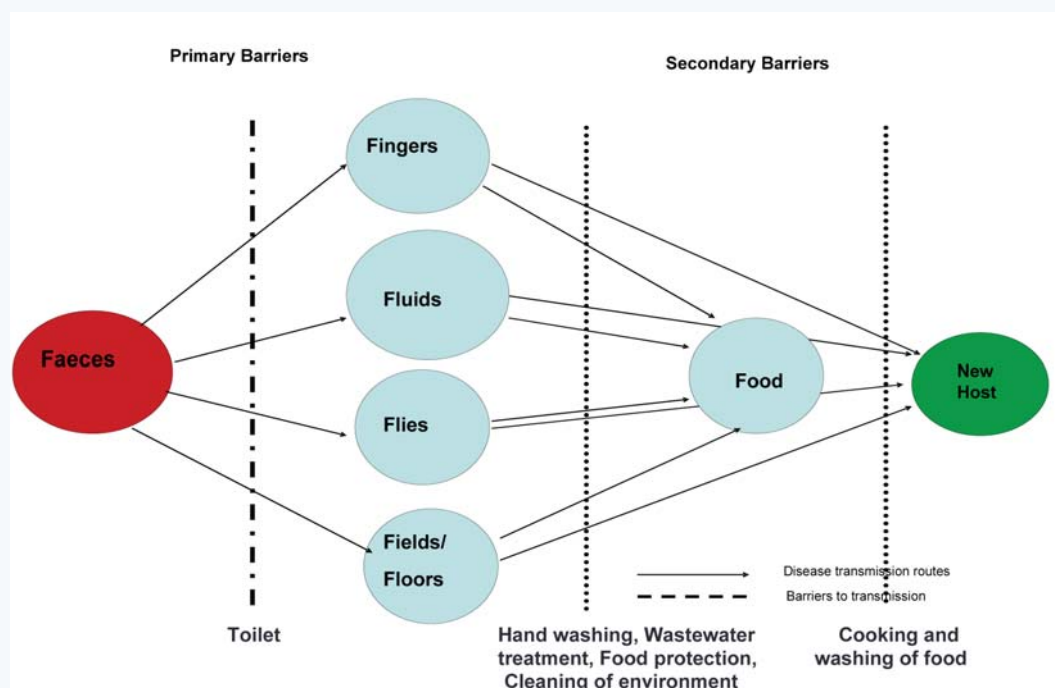 Primary Barriers
Secondary Barriers
Fingers
Fluids
Faeces
Food
New
Host
Flies
Fields/
Floors
Disease transmission routes
Barriers to transmission
Toilet
Hand washing, Wastewater
treatment, Food protection,
Cleaning of environment
Cooking and
washing of food